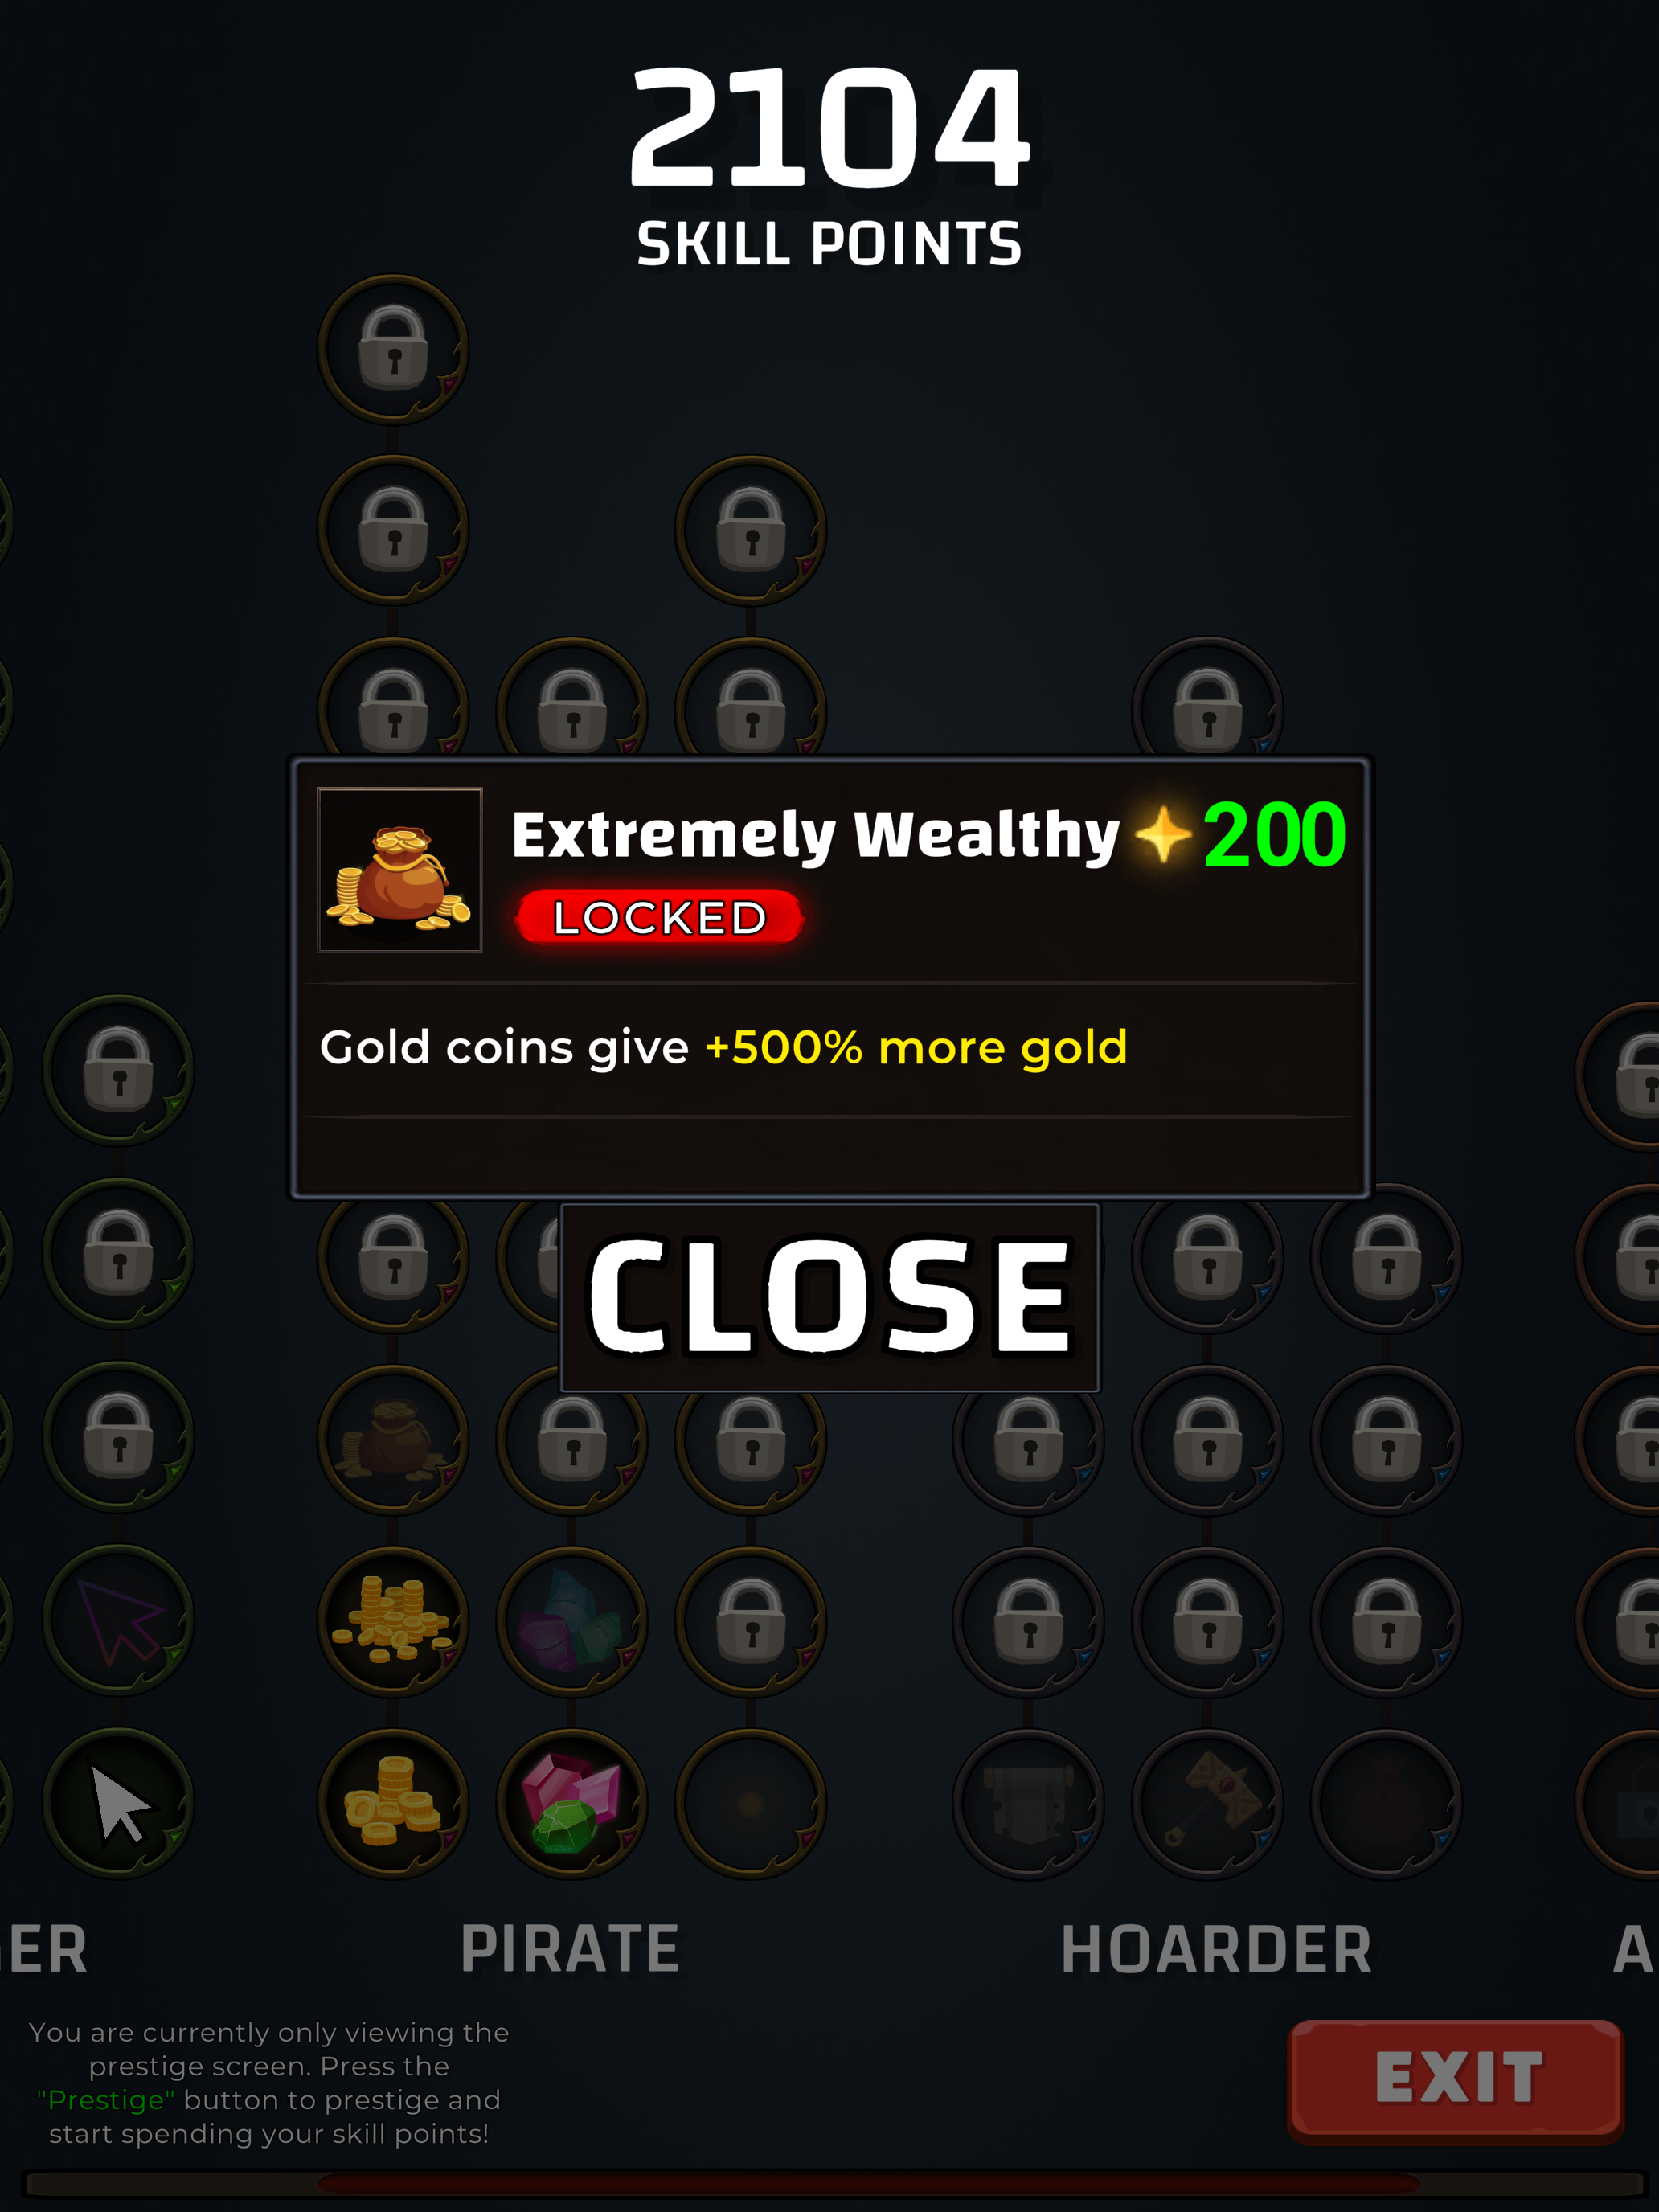 2104
SKILL POINTS
Extremely Wealthy 200
LOCKED
Gold coins give +500% more gold
CLOSE
ER
PIRATE
HOARDER
A
You are currently only viewing the
prestige screen. Press the
"Prestige" button to prestige and
start spending your skill points!
EXIT